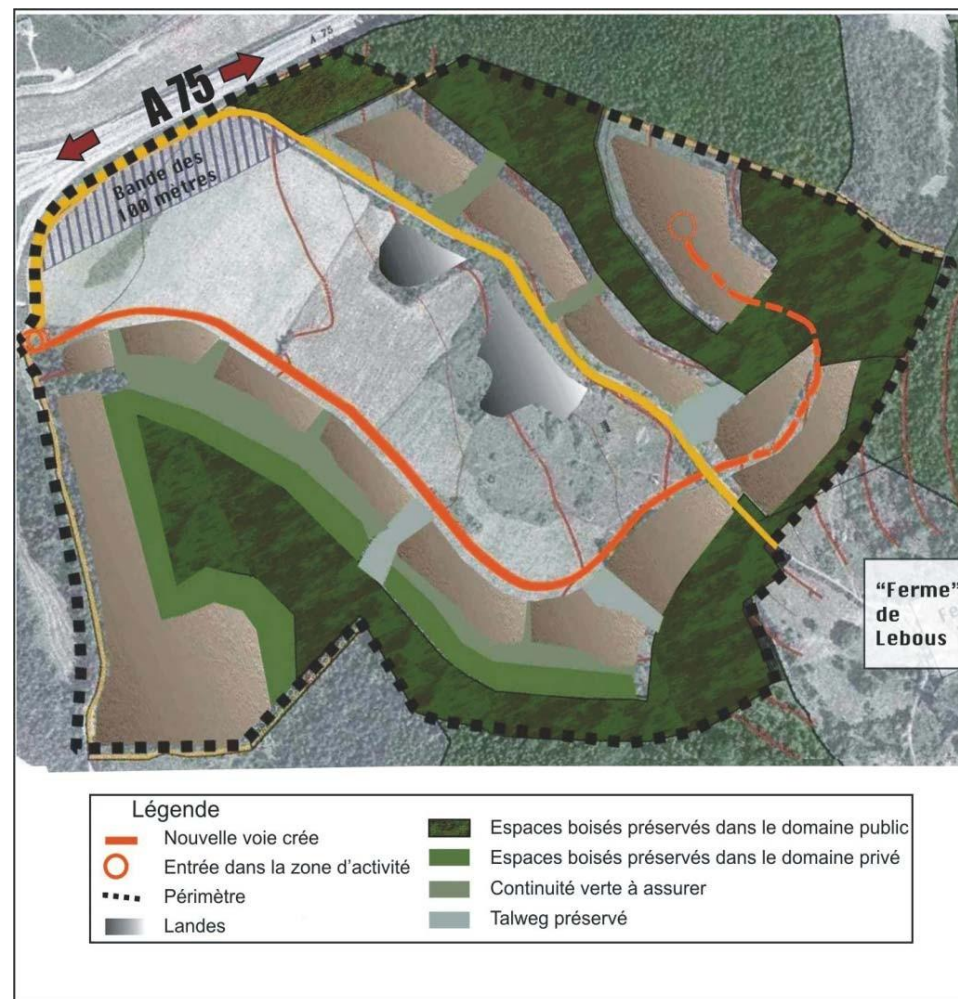 A 75
A 75
Bande des
100 mètres
"Ferme"
de
Lebous
Légende
Nouvelle voie crée
Entrée dans la zone d'activité
Périmètre
Landes
Espaces boisés préservés dans le domaine public
Espaces boisés préservés dans le domaine privé
Continuité verte à assurer
Talweg préservé